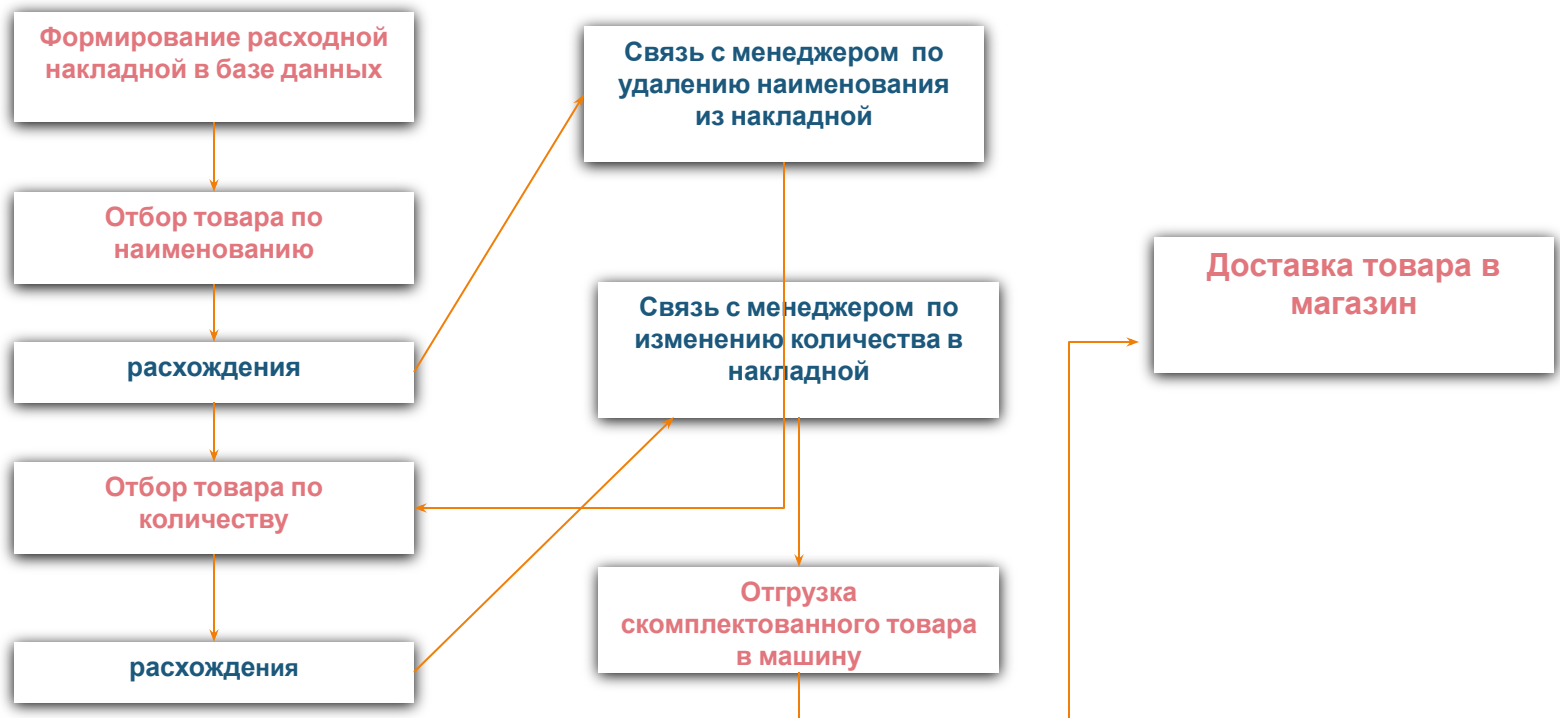 Формирование расходной
накладной в базе данных
Отбор товара по
наименованию
расхождения
Отбор товара по
количеству
расхождения
Связь с менеджером по
удалению наименования
из накладной
Связь с менеджером по
изменению количества в
накладной
Отгрузка
скомплектованного товара
в машину
Доставка товара в
магазин